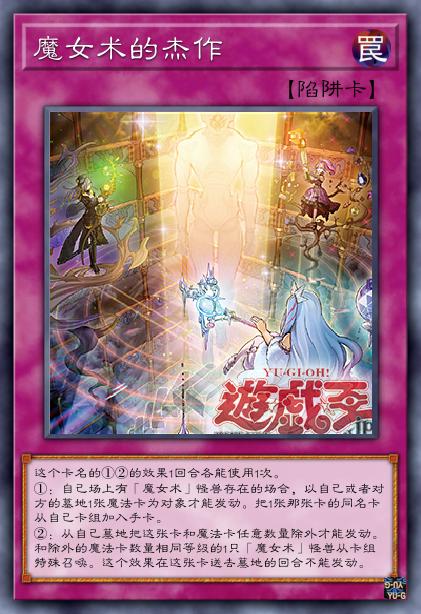 魔女术的杰作
罠
【陷阱卡】
YU-GI-OH!
遊戯王
.jp
这个卡名的①②的效果1回合各能使用1次。
①：自己场上有「魔女术」怪兽存在的场合，以自己或者对
方的墓地1张魔法卡为对象才能发动。把1张那张卡的同名卡
从自己卡组加入手卡。
②：从自己墓地把这张卡和魔法卡任意数量除外才能发动。
和除外的魔法卡数量相同等级的1只「魔女术」怪兽从卡组
特殊召唤。这个效果在这张卡送去墓地的回合不能发动。
YU-G